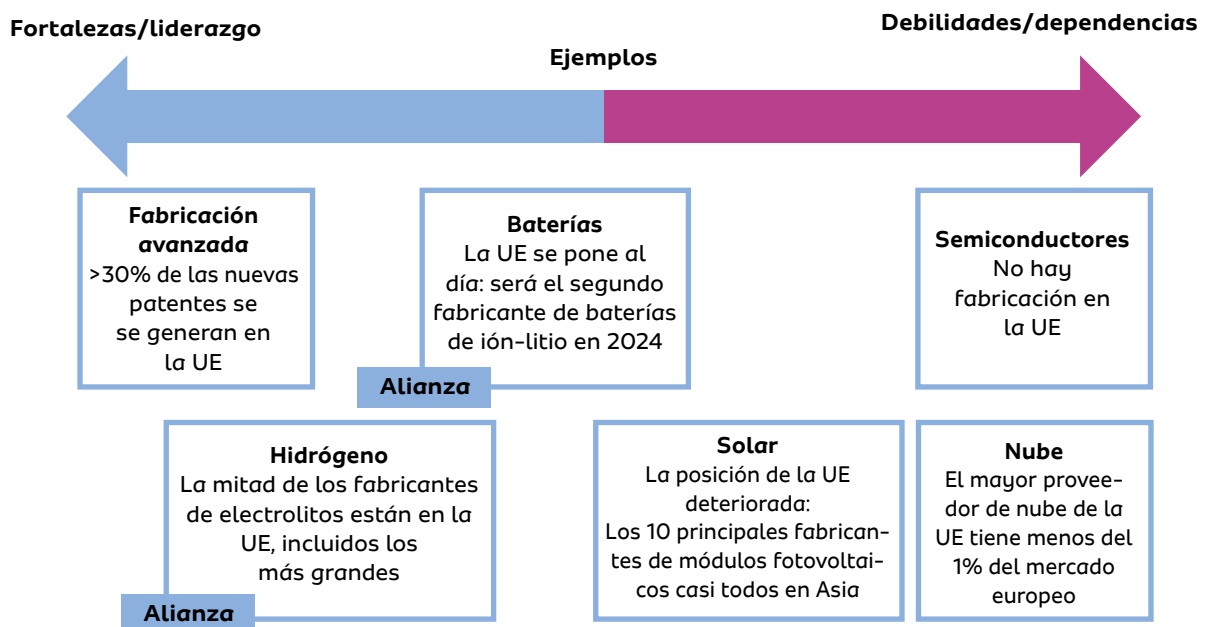 Fortalezas/liderazgo
Debilidades/dependencias
Ejemplos
Fabricación
avanzada
>30% de las nuevas
patentes se
se generan en
la UE
Baterías
La UE se pone al
día: será el segundo
fabricante de baterías
de ión-litio en 2024
Alianza
Semiconductores
No hay
fabricación en
la UE
Hidrógeno
La mitad de los fabricantes
de electrolitos están en la
UE, incluidos los
más grandes
Alianza
Solar
La posición de la UE
deteriorada:
Los 10 principales fabrican-
tes de módulos fotovoltai-
cos casi todos en Asia
Nube
El mayor provee-
dor de nube de la
UE tiene menos del
1% del mercado
europeo